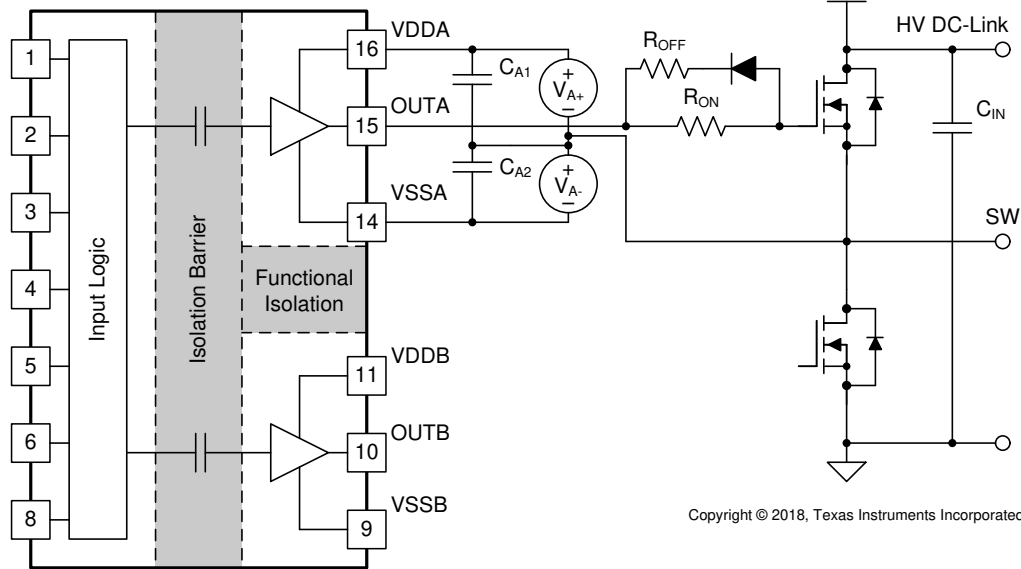 1
2
3
4
5
6
8
Input Logic
Isolation Barrier
Functional
Isolation
VDDA
16
OUTA
15
VSSA
14
VDDB
11
OUTB
10
VSSB
9
CA1
CA2
+
VA+
–
+
VA-
–
ROFF
RON
HV DC-Link
CIN
SW
Copyright © 2018, Texas Instruments Incorporated